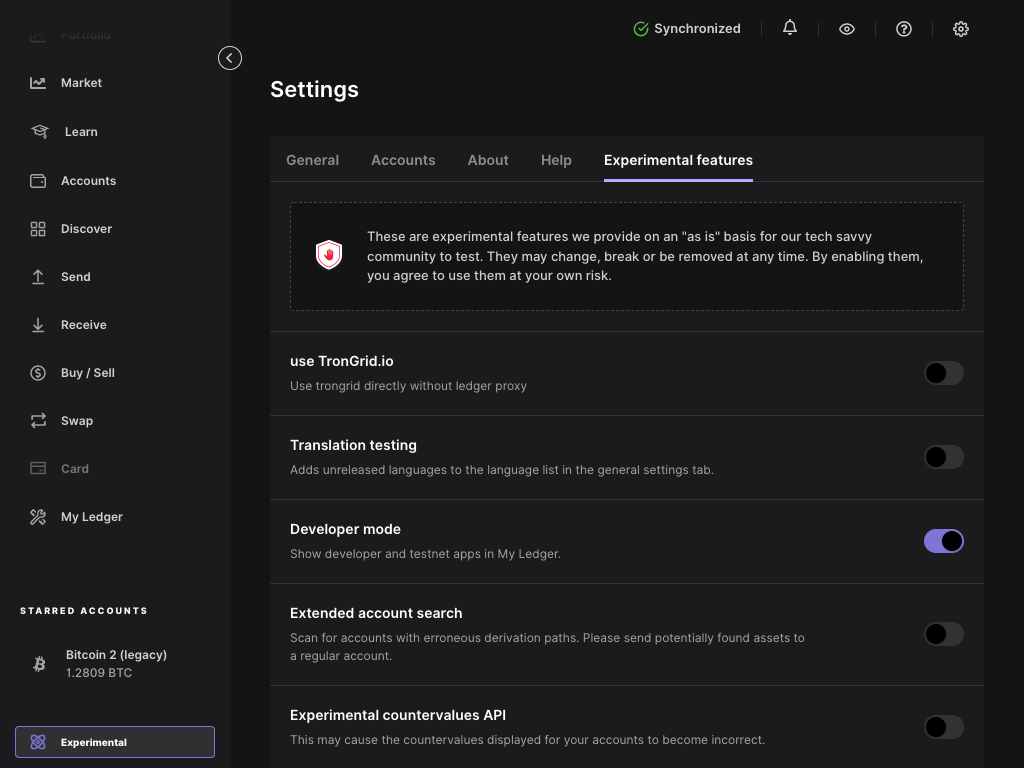 Portfolio
Market
Learn
Accounts
Discover
Send
Receive
Buy / Sell
Swap
Card
My Ledger
STARRED ACCOUNTS
Bitcoin 2 (legacy)
1.2809 BTC
Experimental
Synchronized
Settings
General Accounts About Help Experimental features
These are experimental features we provide on an "as is" basis for our tech savvy
community to test. They may change, break or be removed at any time. By enabling them,
you agree to use them at your own risk.
use TronGrid.io
Use trongrid directly without ledger proxy
Translation testing
Adds unreleased languages to the language list in the general settings tab.
Developer mode
Show developer and testnet apps in My Ledger.
Extended account search
Scan for accounts with erroneous derivation paths. Please send potentially found assets to
a regular account.
Experimental countervalues API
This may cause the countervalues displayed for your accounts to become incorrect.